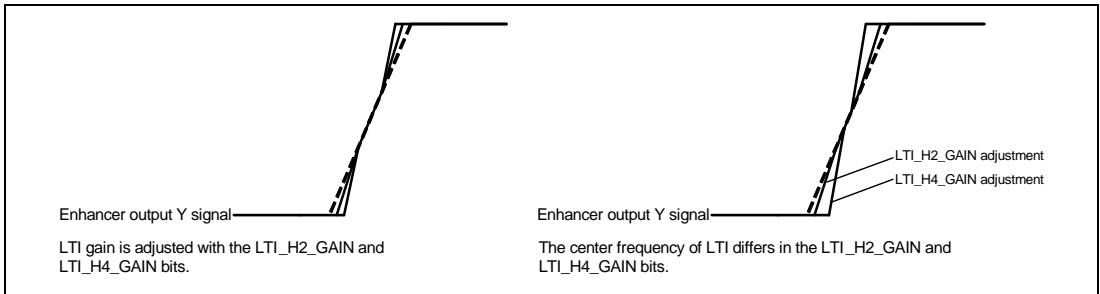 LTI_H2_GAIN adjustment
LTI_H4_GAIN adjustment
Enhancer output Y signal
Enhancer output Y signal
LTI gain is adjusted with the LTI_H2_GAIN and
LTI_H4_GAIN bits.
The center frequency of LTI differs in the LTI_H2_GAIN and
LTI_H4_GAIN bits.